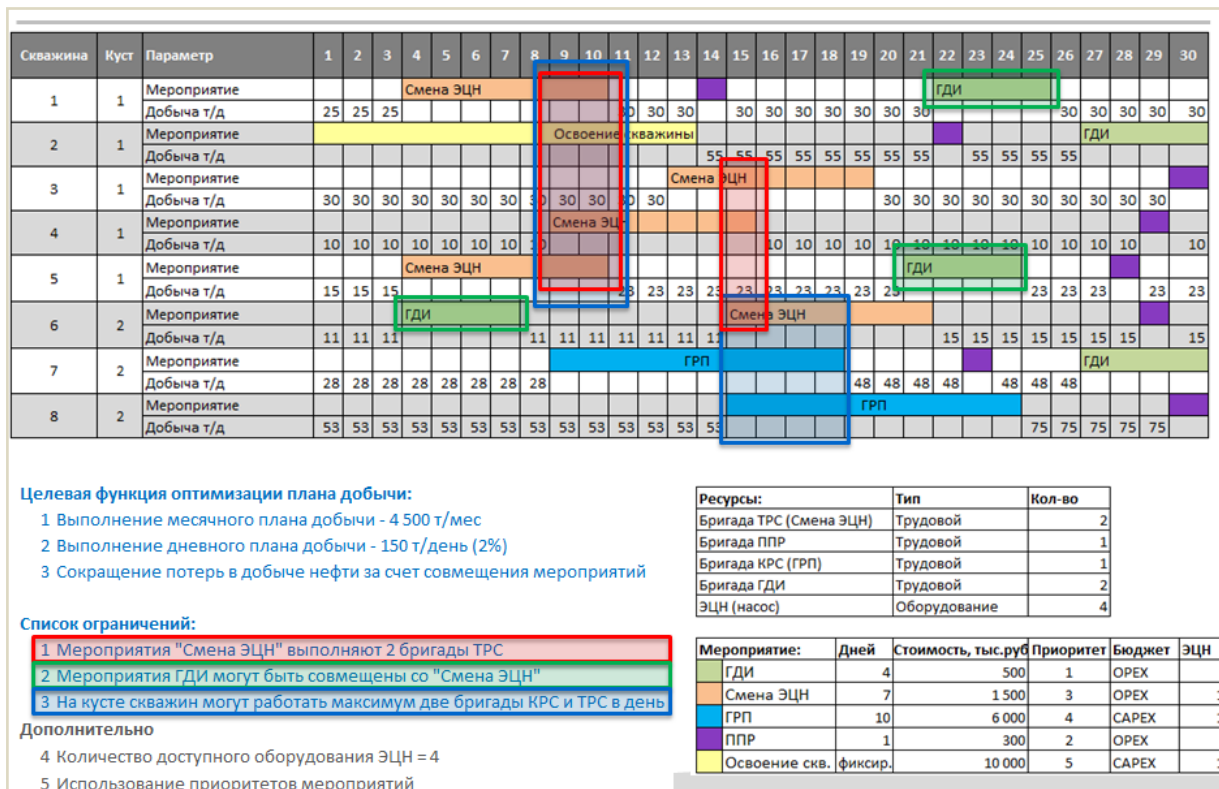 Скважина Куст Параметр 1 2 3 4 5 6 7 8 9 10 11 12 13 14 15 16 17 18 19 20 21 22 23 24 25 26 27 28 29 30
1 1 Мероприятие Смена ЭЦН ГДИ
Добыча т/д 25 25 25 30 30 30 30 30 30 30 30 30 30 30 30 30 30 30
2 1 Мероприятие Освоение скважины ГДИ
Добыча т/д 55 55 55 55 55 55 55 55 55 55 55 55
3 1 Мероприятие Смена ЭЦН
Добыча т/д 30 30 30 30 30 30 30 30 30 30 30 30 30 30 30 30 30 30 30 30 30 30
4 1 Мероприятие Смена ЭЦН
Добыча т/д 10 10 10 10 10 10 10 10 10 10 10 10 10 10 10 10 10 10 10 10 10 10
5 1 Мероприятие Смена ЭЦН ГДИ
Добыча т/д 15 15 15 23 23 23 23 23 23 23 23 23 23 23 23 23 23 23
6 2 Мероприятие ГДИ Смена ЭЦН
Добыча т/д 11 11 11 11 11 11 11 11 11 11 15 15 15 15 15 15 15 15
7 2 Мероприятие ГРП ГДИ
Добыча т/д 28 28 28 28 28 28 28 28 48 48 48 48 48 48 48
8 2 Мероприятие ГРП
Добыча т/д 53 53 53 53 53 53 53 53 53 53 53 53 53 53 75 75 75 75 75
Целевая функция оптимизации плана добычи:
1 Выполнение месячного плана добычи - 4 500 т/мес
2 Выполнение дневного плана добычи - 150 т/день (2%)
3 Сокращение потерь в добыче нефти за счет совмещения мероприятий
Список ограничений:
1 Мероприятия "Смена ЭЦН" выполняют 2 бригады ТРС
2 Мероприятия ГДИ могут быть совмещены со "Смена ЭЦН"
3 На кусте скважин могут работать максимум две бригады КРС и ТРС в день
Дополнительно
4 Количество доступного оборудования ЭЦН = 4
5 Использование приоритетов мероприятий
Ресурсы: Тип Кол-во
Бригада ТРС (Смена ЭЦН) Трудовой 2
Бригада ППР Трудовой 1
Бригада КРС (ГРП) Трудовой 1
Бригада ГДИ Трудовой 2
ЭЦН (насос) Оборудование 4
Мероприятие: Дней Стоимость, тыс.руб Приоритет Бюджет ЭЦН
ГДИ 4 500 1 OPEX
Смена ЭЦН 7 1 500 3 OPEX 1
ГРП 10 6 000 4 CAPEX 1
ППР 1 300 2 OPEX
Освоение скв. фиксир. 10 000 5 CAPEX 1